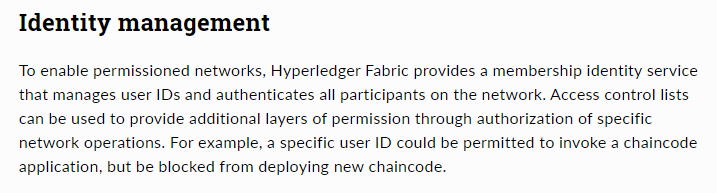 Identity management
To enable permissioned networks, Hyperledger Fabric provides a membership identity service
that manages user IDs and authenticates all participants on the network. Access control lists
can be used to provide additional layers of permission through authorization of specific
network operations. For example, a specific user ID could be permitted to invoke a chaincode
application, but be blocked from deploying new chaincode.